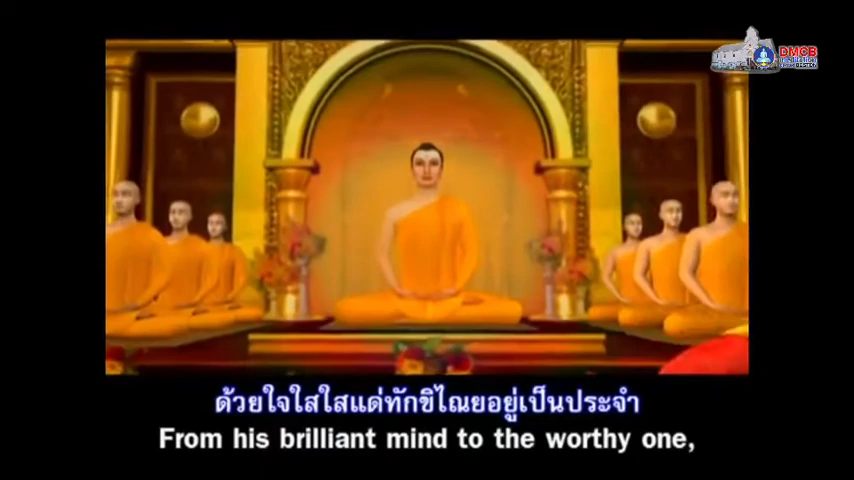 DMCB
ด้วยใจใสใสแด่ทักขิไณยอยู่เป็นประจำ
From his brilliant mind to the worthy one,